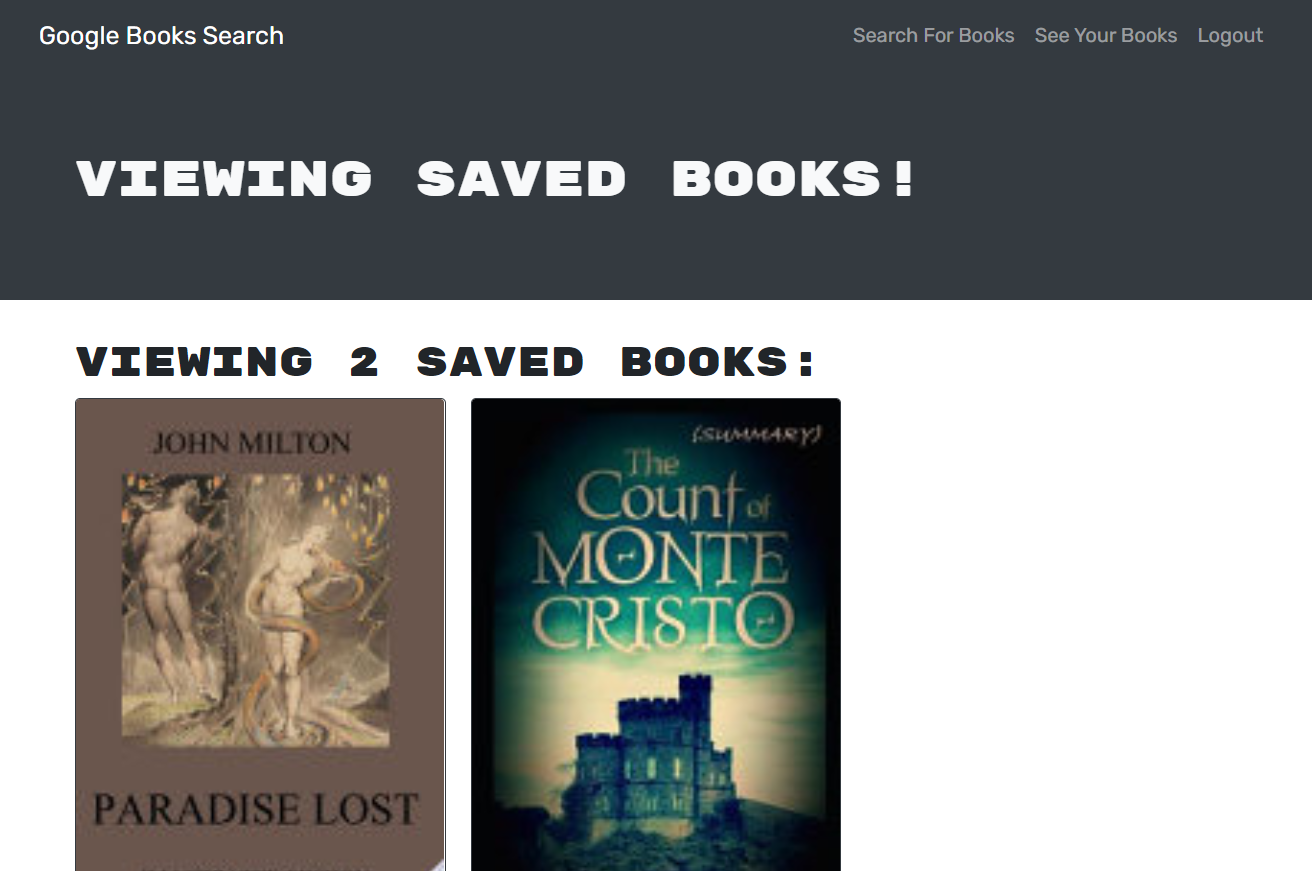 Google Books Search
Search For Books See Your Books Logout
VIEWING SAVED BOOKS!
VIEWING 2 SAVED BOOKS:
JOHN MILTON
PARADISE LOST
(SUMMARY)
The
Count of
MONTE
CRISTO